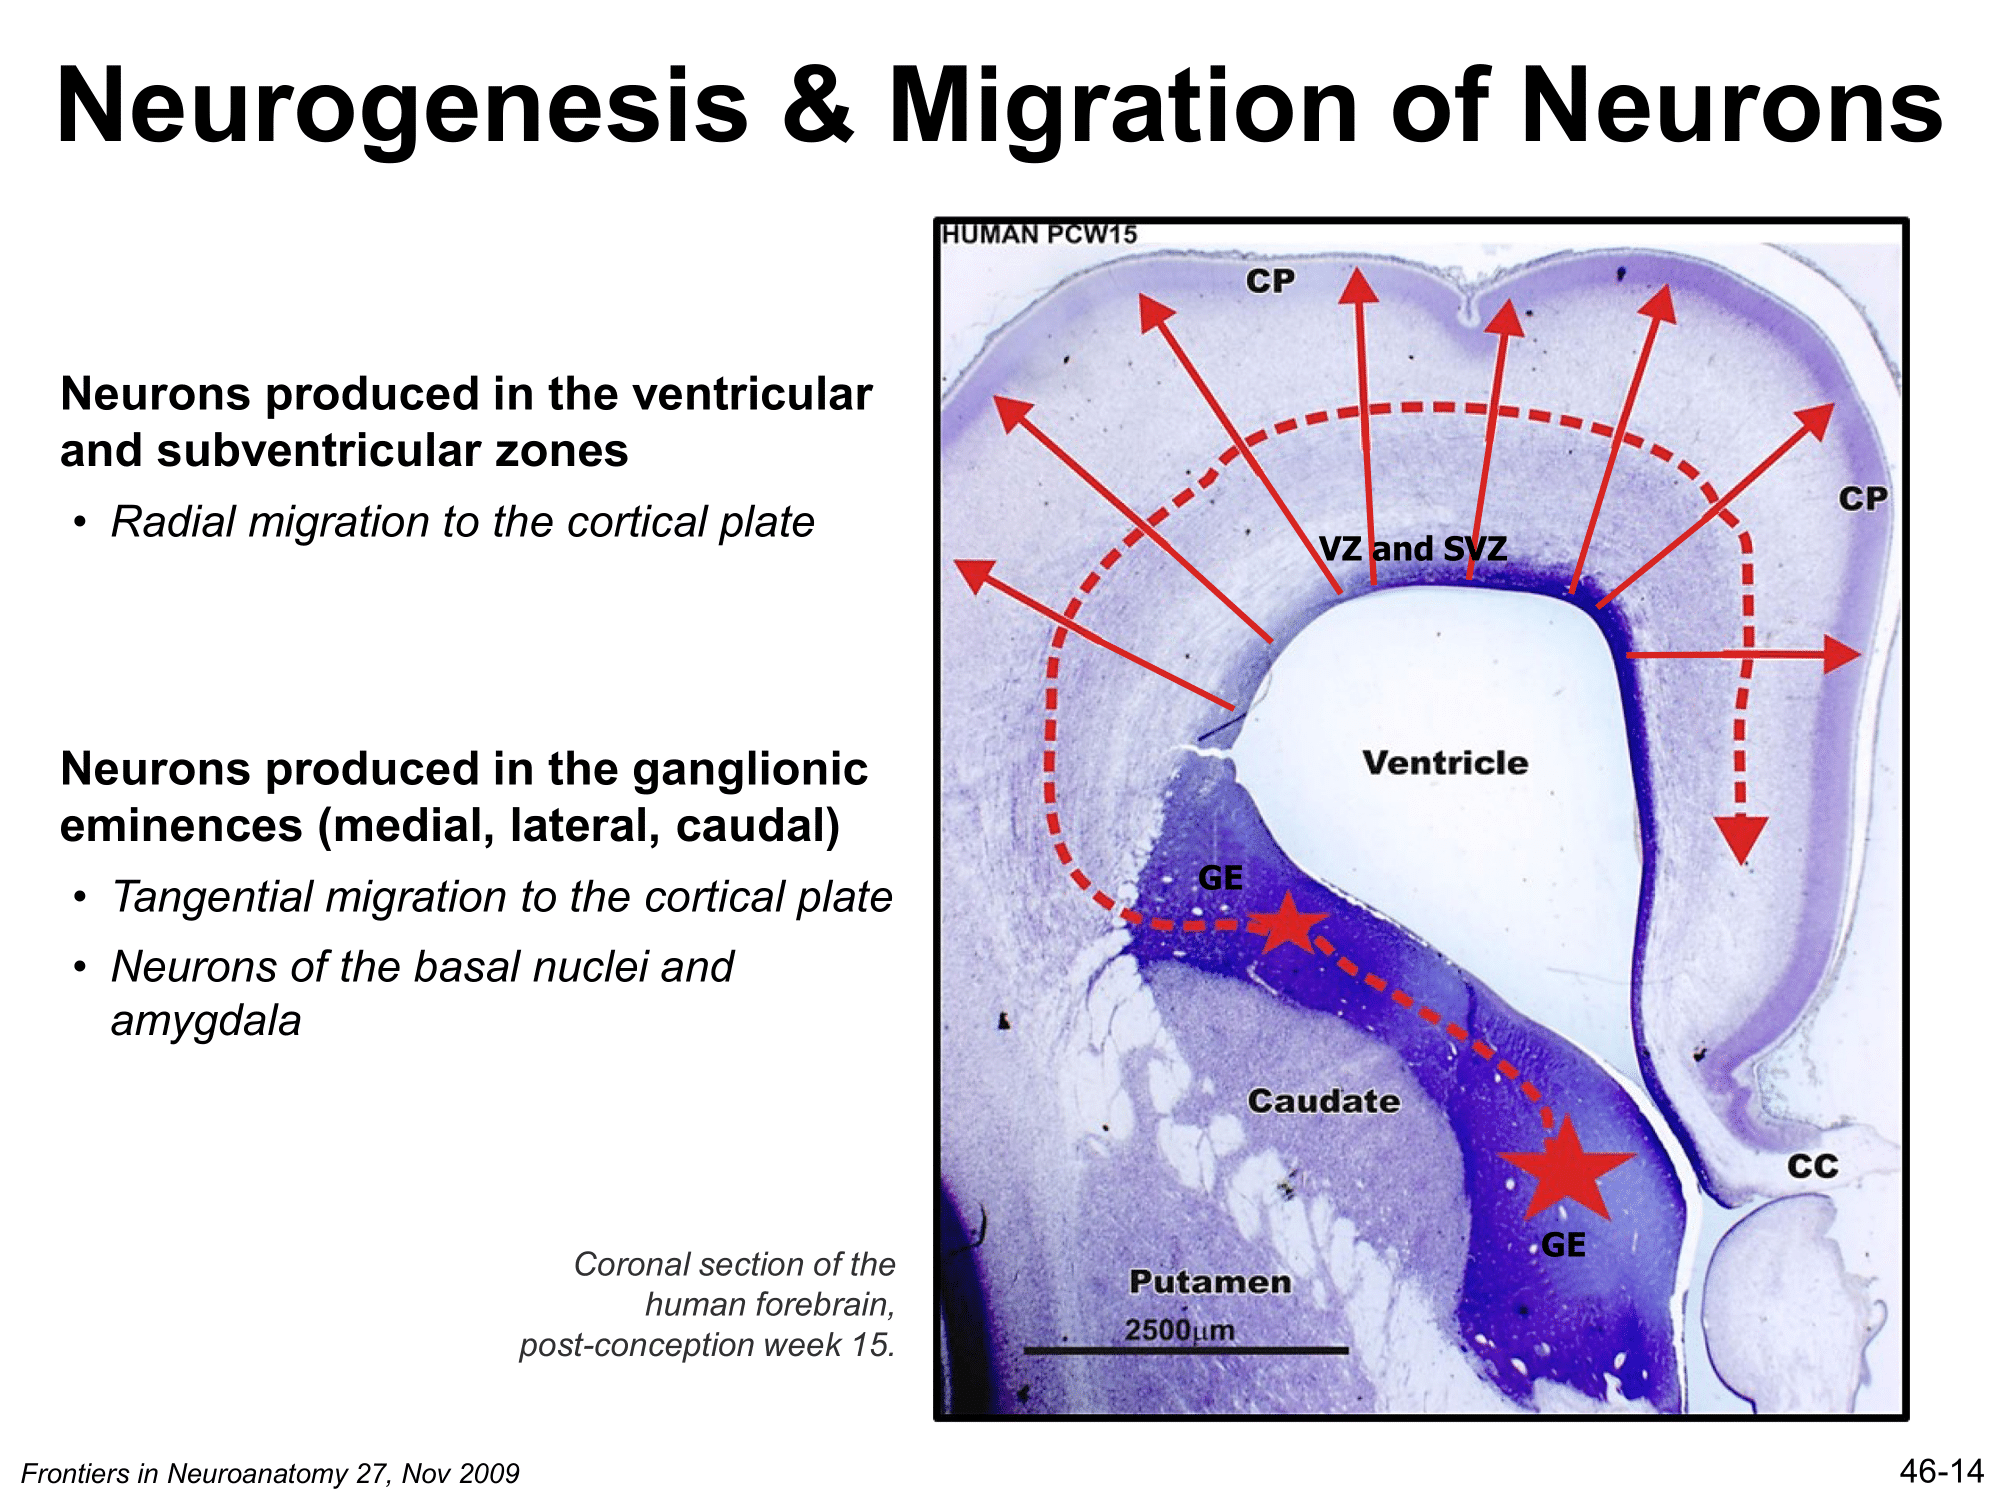 Neurogenesis & Migration of Neurons
Neurons produced in the ventricular
and subventricular zones
• Radial migration to the cortical plate
Neurons produced in the ganglionic
eminences (medial, lateral, caudal)
• Tangential migration to the cortical plate
• Neurons of the basal nuclei and
amygdala
Coronal section of the
human forebrain,
post-conception week 15.
HUMAN PCW15
CP
CP
VZ and SVZ
Ventricle
GE
Caudate
CC
GE
Putamen
2500µm
Frontiers in Neuroanatomy 27, Nov 2009
46-14